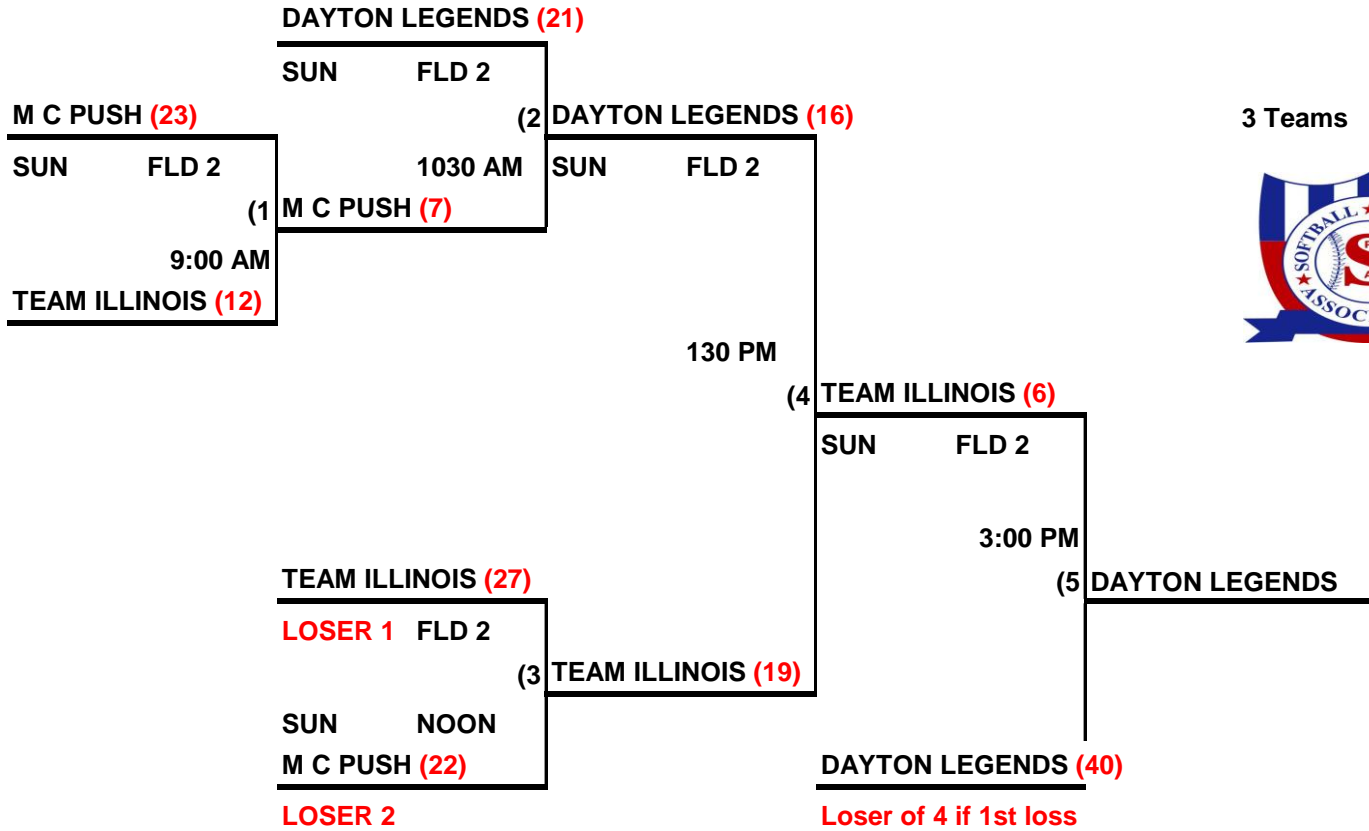 DAYTON LEGENDS (21)
SUN FLD 2
M C PUSH (23)
(2 DAYTON LEGENDS (16)
3 Teams
SUN FLD 2
1030 AM
SUN FLD 2
(1 M C PUSH (7)
9:00 AM
TEAM ILLINOIS (12)
SOFTBALL
130 PM
(4 TEAM ILLINOIS (6)
SUN FLD 2
3:00 PM
TEAM ILLINOIS (27)
(5 DAYTON LEGENDS
LOSER 1 FLD 2
(3 TEAM ILLINOIS (19)
SUN NOON
M C PUSH (22)
DAYTON LEGENDS (40)
LOSER 2
Loser of 4 if 1st loss